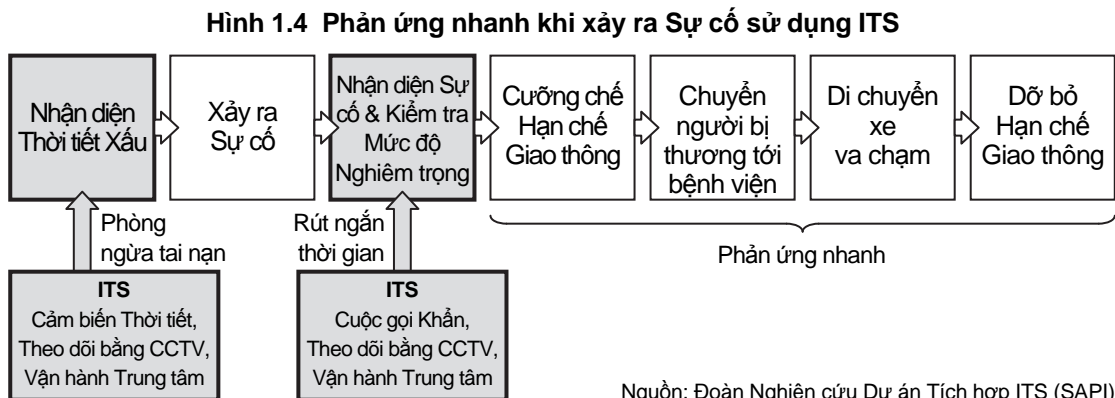 Hình 1.4 Phản ứng nhanh khi xảy ra Sự cố sử dụng ITS
Nhận diện
Thời tiết Xấu
Xảy ra
Sự cố
Nhận diện Sự
cố & Kiểm tra
Mức độ
Nghiêm trọng
Cưỡng chế
Hạn chế
Giao thông
Chuyển
người bị
thương tới
bệnh viện
Di chuyển
xe
va chạm
Dỡ bỏ
Hạn chế
Giao thông
Phòng
ngừa tai nạn
Rút ngắn
thời gian
Phản ứng nhanh
ITS
Cảm biến Thời tiết,
Theo dõi bằng CCTV,
Vận hành Trung tâm
ITS
Cuộc gọi Khẩn,
Theo dõi bằng CCTV,
Vận hành Trung tâm
Nguồn: Đoàn Nghiên cứu Dự án Tích hợp ITS (SAPI)